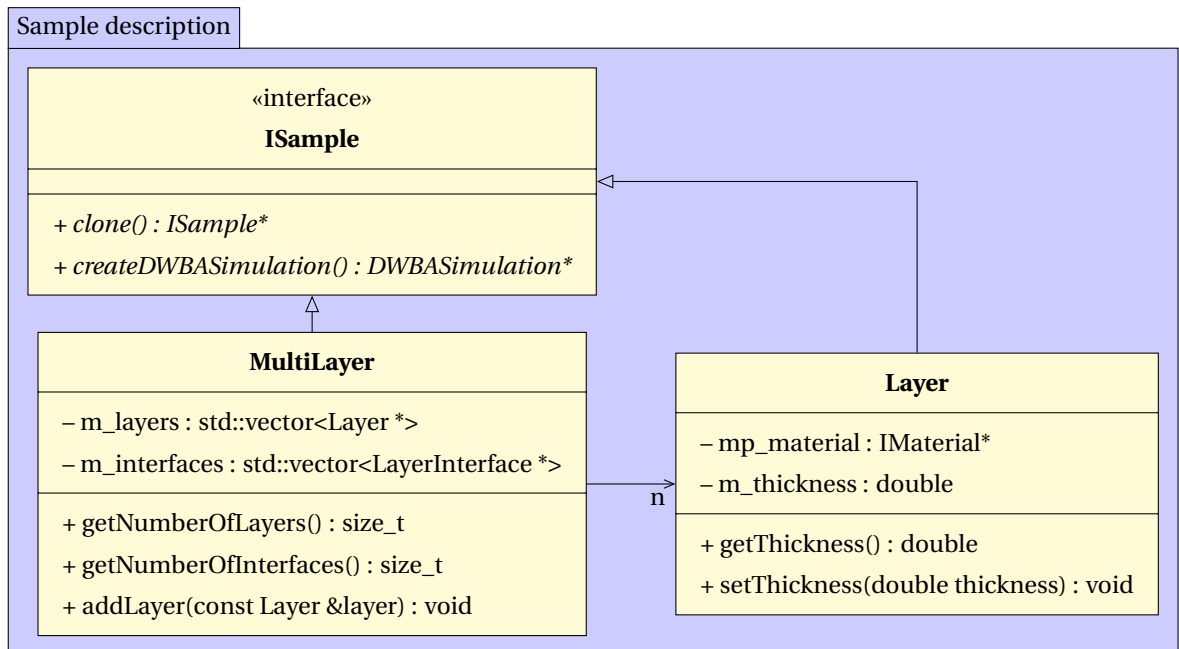 Sample description
«interface»
ISample
+ clone() : ISample*
+ createDWBASimulation() : DWBASimulation*
MultiLayer
– m_layers : std::vector<Layer *>
– m_interfaces : std::vector<LayerInterface *>
+ getNumberOfLayers() : size_t
+ getNumberOfInterfaces() : size_t
+ addLayer(const Layer &layer) : void
n
Layer
– mp_material : IMaterial*
– m_thickness : double
+ getThickness() : double
+ setThickness(double thickness) : void